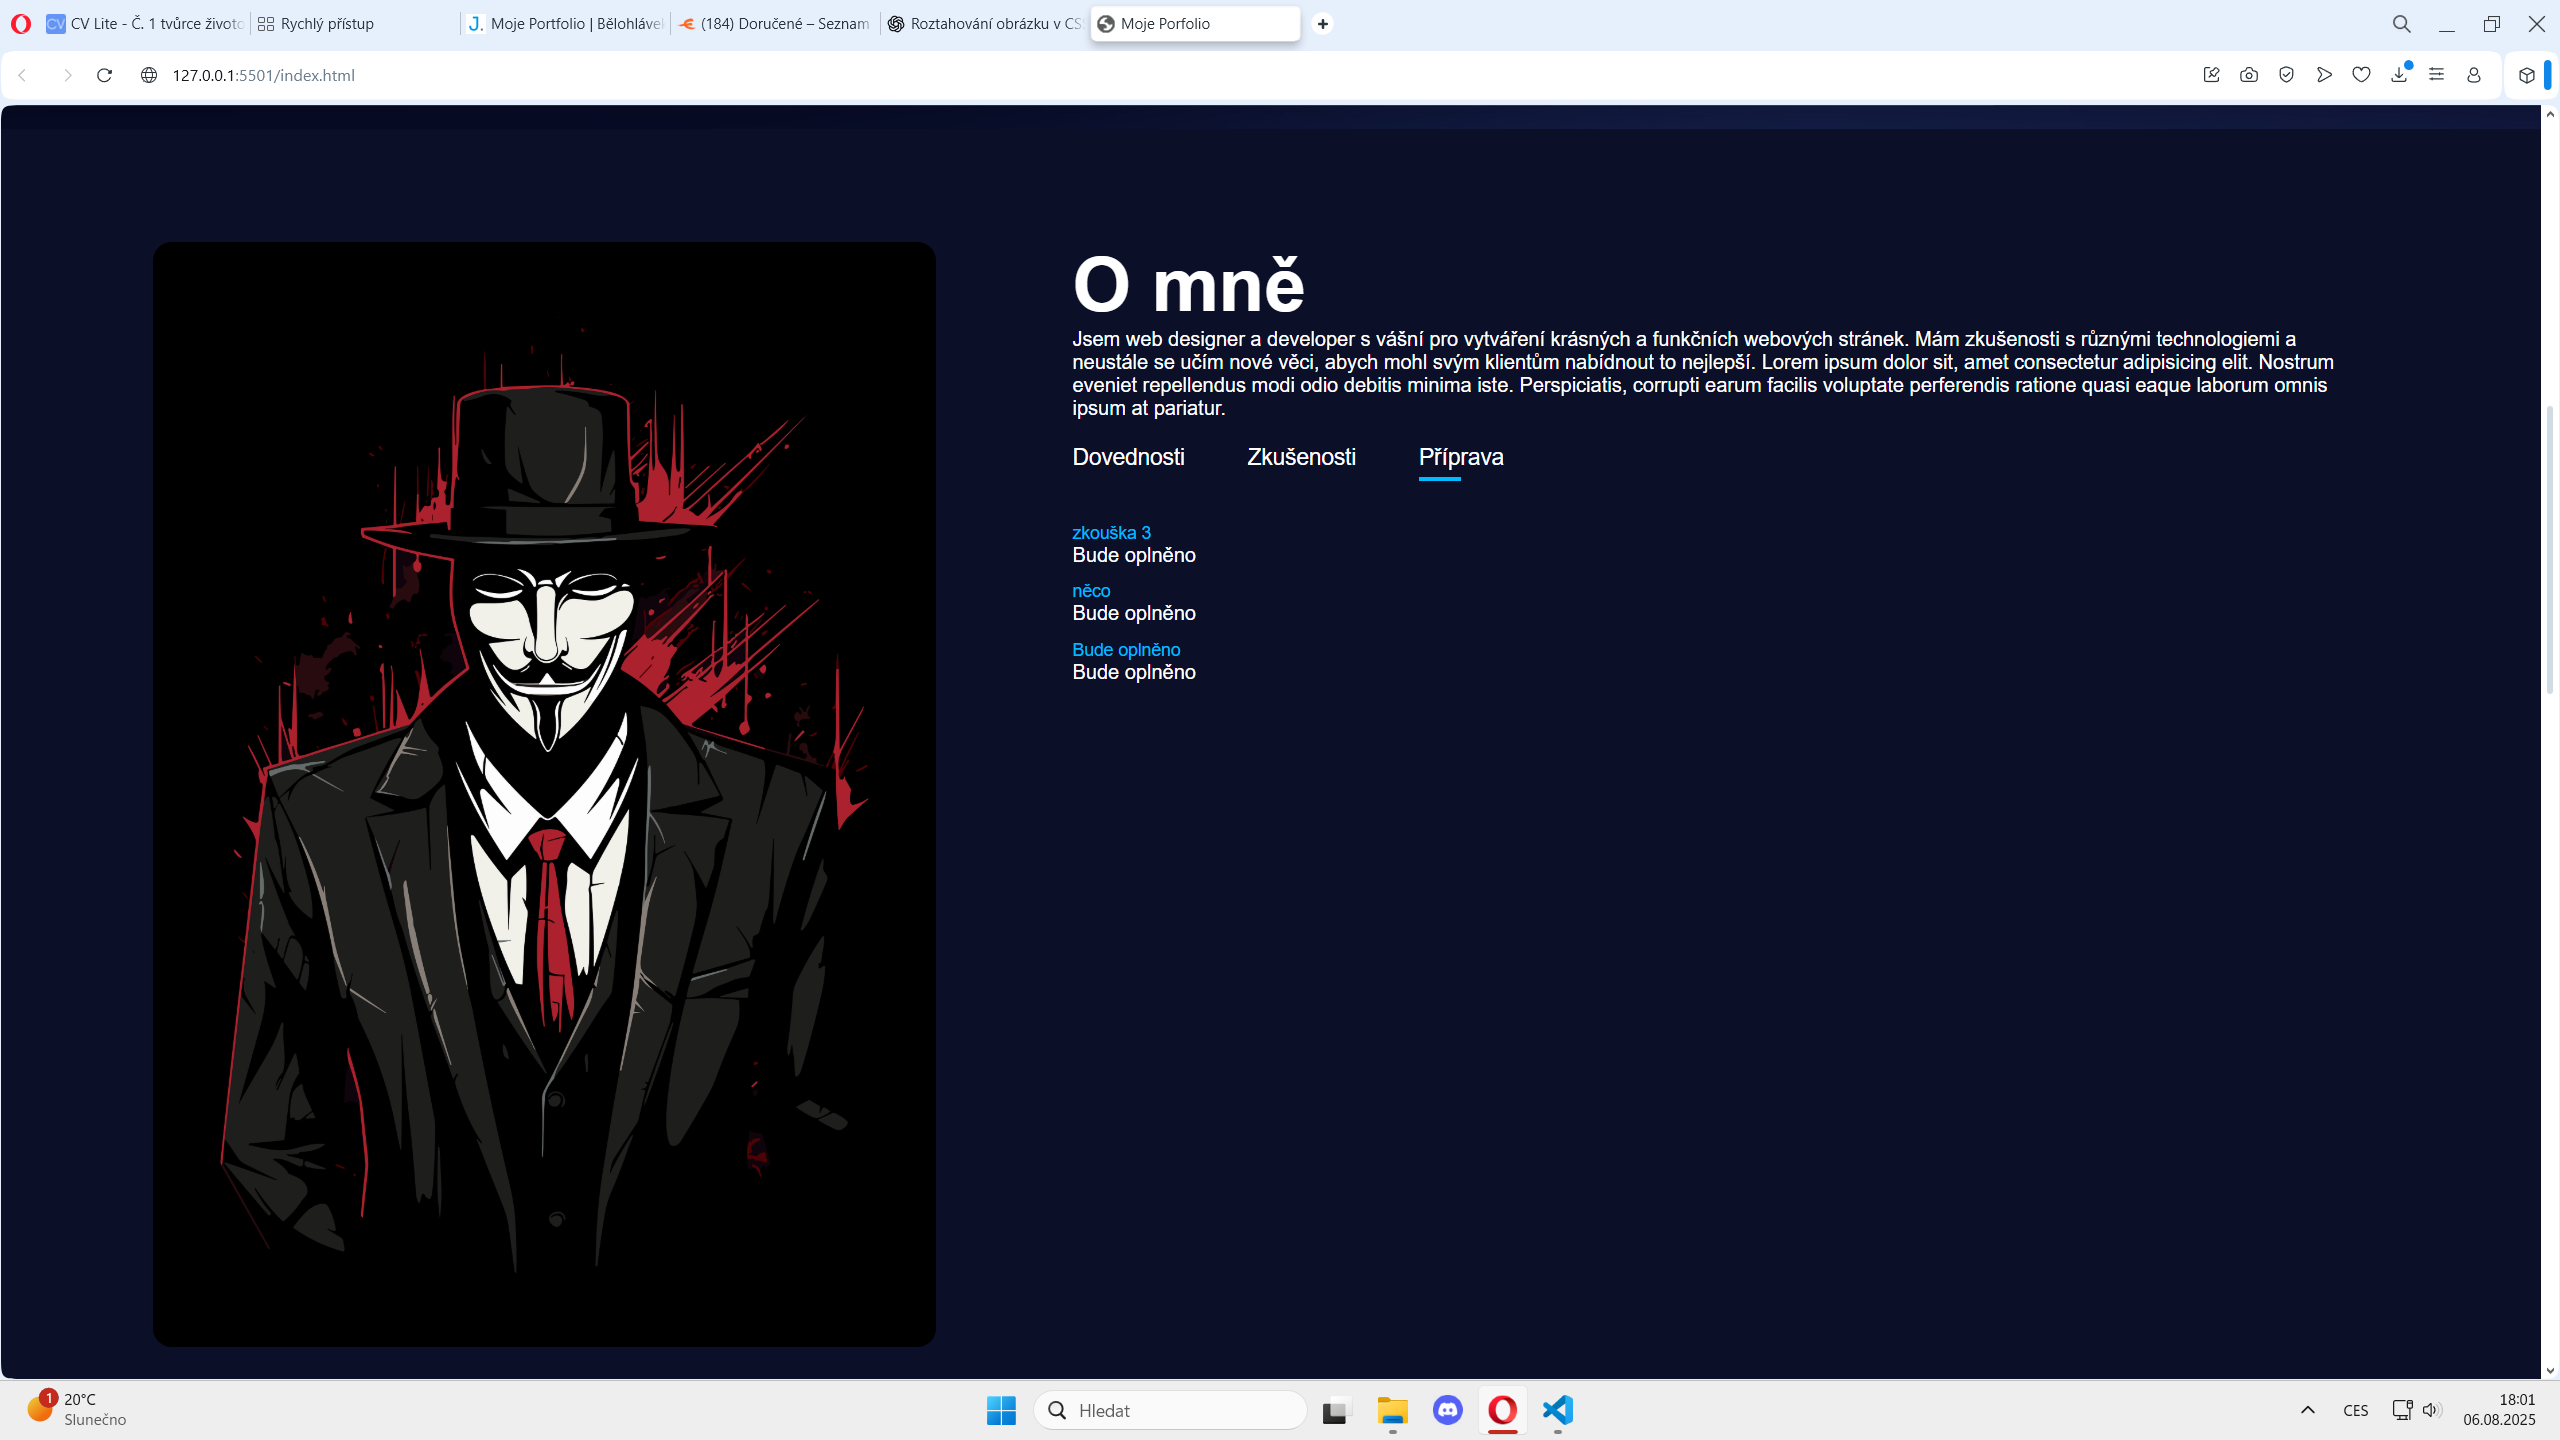 CV Lite - Č. 1 tvůrce životo
Rychlý přístup
Moje Portfolio | Bělohlávek
(184) Doručené – Seznam
Roztahování obrázku v CS
Moje Porfolio
127.0.0.1:5501/index.html
O mně
Jsem web designer a developer s vášní pro vytváření krásných a funkčních webových stránek. Mám zkušenosti s různými technologiemi a
neustále se učím nové věci, abych mohl svým klientům nabídnout to nejlepší. Lorem ipsum dolor sit, amet consectetur adipisicing elit. Nostrum
eveniet repellendus modi odio debitis minima iste. Perspiciatis, corrupti earum facilis voluptate perferendis ratione quasi eaque laborum omnis
ipsum at pariatur.
Dovednosti Zkušenosti Příprava
zkouška 3
Bude oplněno
něco
Bude oplněno
Bude oplněno
Bude oplněno
1
20°C
Slunečno
Hledat
CES
18:01
06.08.2025